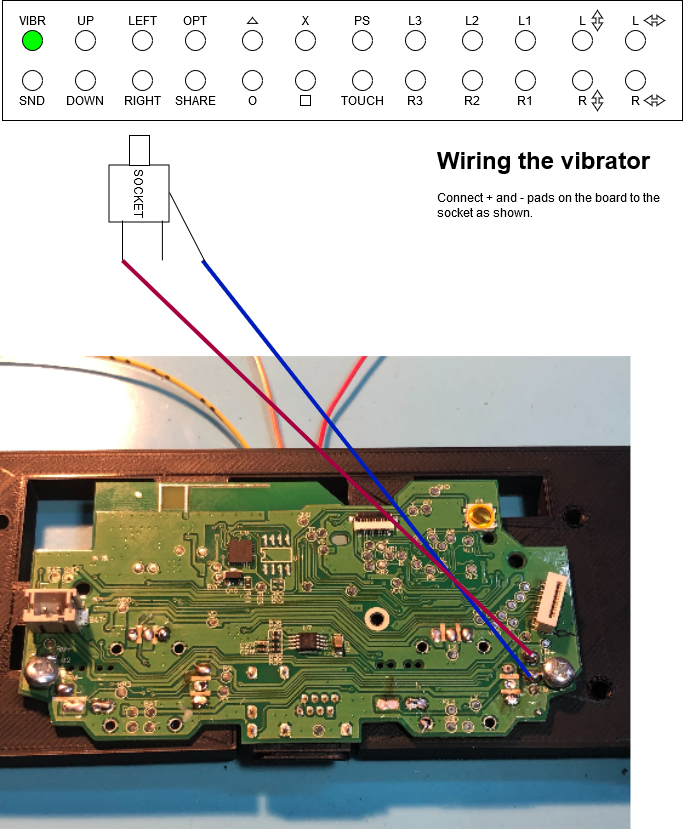 VIBR UP LEFT OPT △ X PS L3 L2 L1 L L
SND DOWN RIGHT SHARE O □ TOUCH R3 R2 R1 R R
SOCKET
Wiring the vibrator
Connect + and - pads on the board to the
socket as shown.